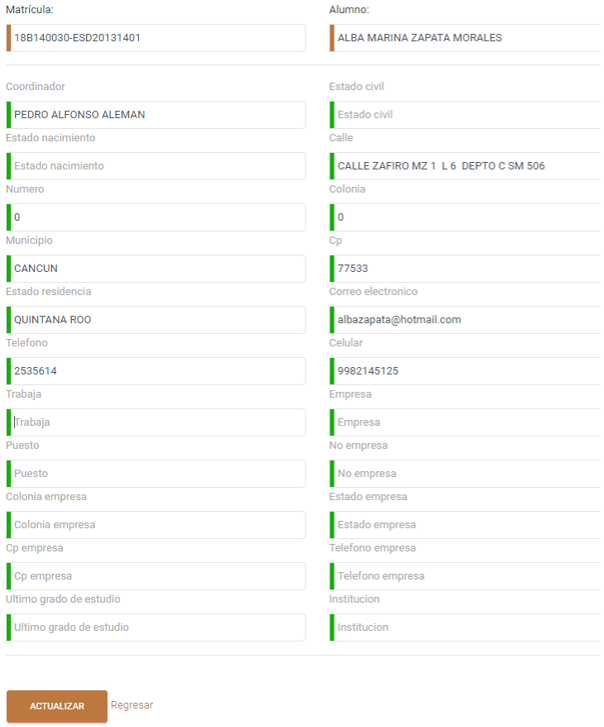 Matrícula: Alumno:
18B140030-ESD20131401 ALBA MARINA ZAPATA MORALES
Coordinador Estado civil
PEDRO ALFONSO ALEMAN Estado civil
Estado nacimiento Calle
Estado nacimiento CALLE ZAFIRO MZ 1 L 6 DEPTO C SM 506
Numero Colonia
0 0
Municipio Cp
CANCUN 77533
Estado residencia Correo electronico
QUINTANA ROO albazapata@hotmail.com
Telefono Celular
2535614 9982145125
Trabaja Empresa
Trabaja Empresa
Puesto No empresa
Puesto No empresa
Colonia empresa Estado empresa
Colonia empresa Estado empresa
Cp empresa Telefono empresa
Cp empresa Telefono empresa
Ultimo grado de estudio Institucion
Ultimo grado de estudio Institucion
ACTUALIZAR Regresar